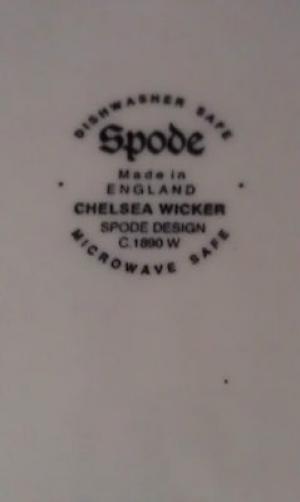 DISHWASHER SAFE
Spode
Made in
ENGLAND
CHELSEA WICKER
SPODE DESIGN
C.1890 W
MICROWAVE SAFE